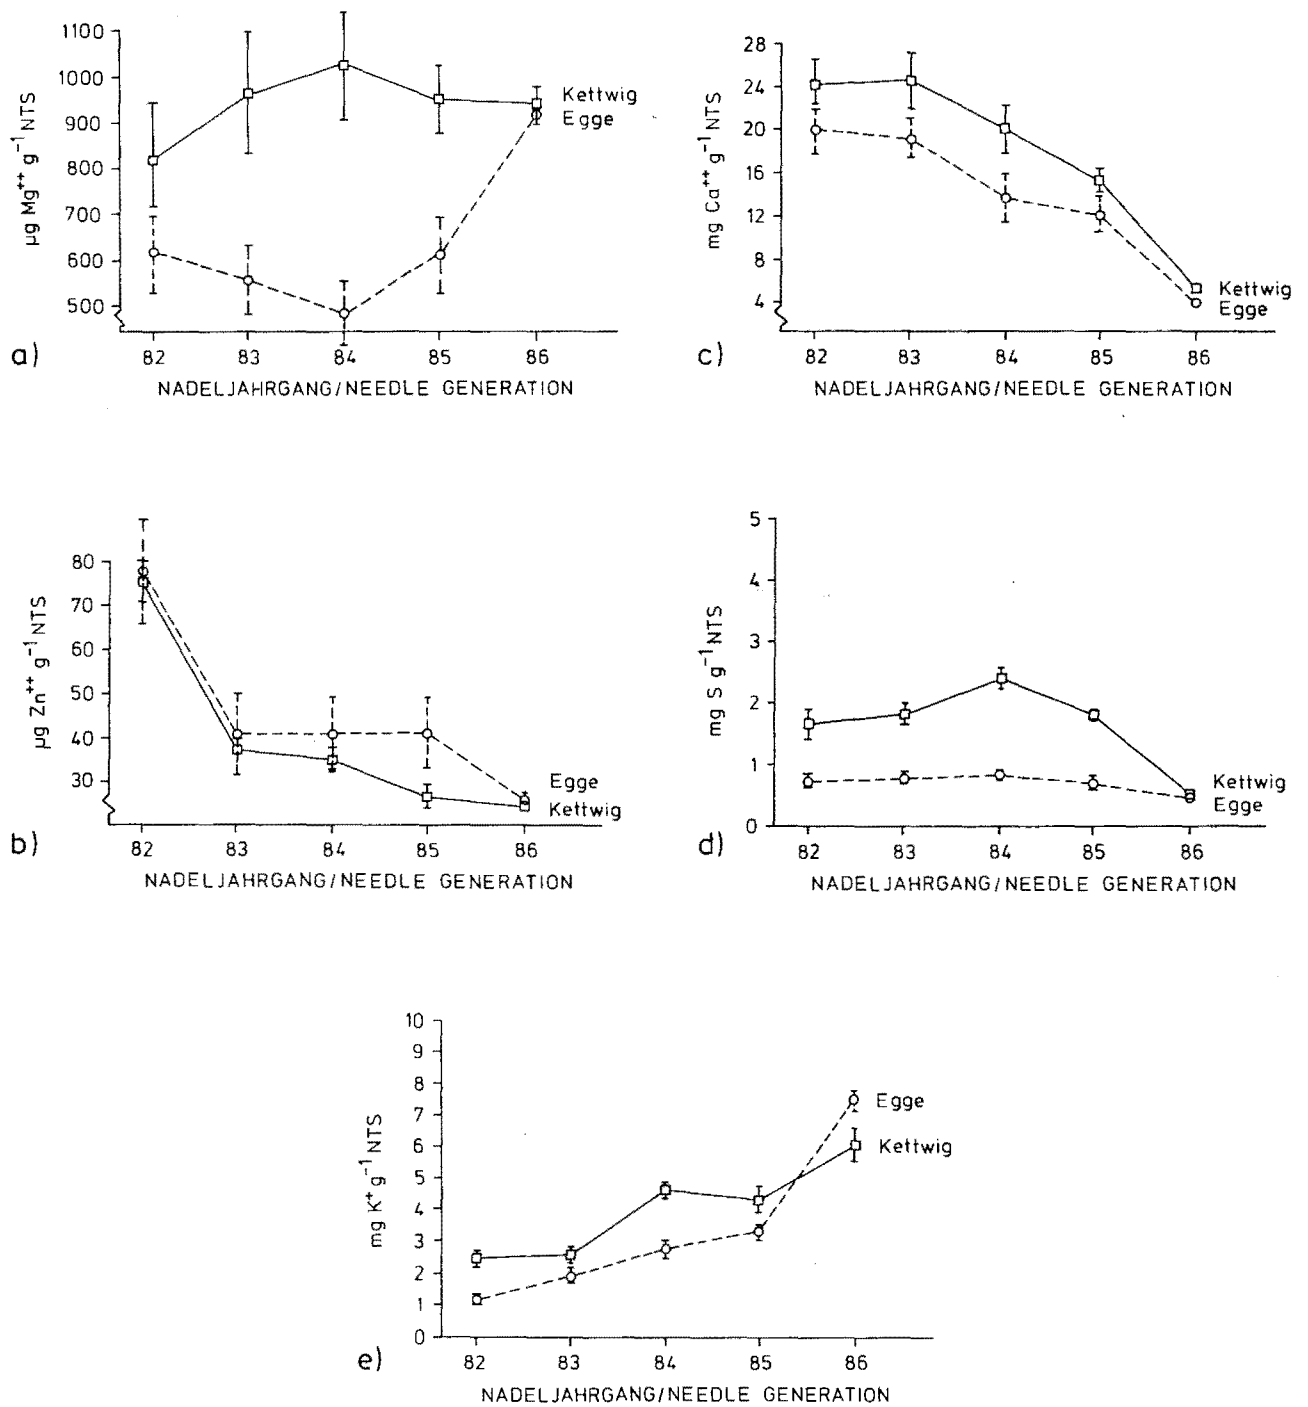 1100
1000
900
800
700
600
500
µg Mg++ g-1 NTS
Kettwig
Egge
82 83 84 85 86
a)
NADELJAHRGANG/NEEDLE GENERATION
28
24
20
16
12
8
4
mg Ca++ g-1 NTS
Kettwig
Egge
82 83 84 85 86
c)
NADELJAHRGANG/NEEDLE GENERATION
80
70
60
50
40
30
µg Zn++ g-1 NTS
Egge
Kettwig
82 83 84 85 86
b)
NADELJAHRGANG/NEEDLE GENERATION
5
4
3
2
1
0
mg S g-1 NTS
Kettwig
Egge
82 83 84 85 86
d)
NADELJAHRGANG/NEEDLE GENERATION
10
9
8
7
6
5
4
3
2
1
0
mg K+ g-1 NTS
Egge
Kettwig
82 83 84 85 86
e)
NADELJAHRGANG/NEEDLE GENERATION